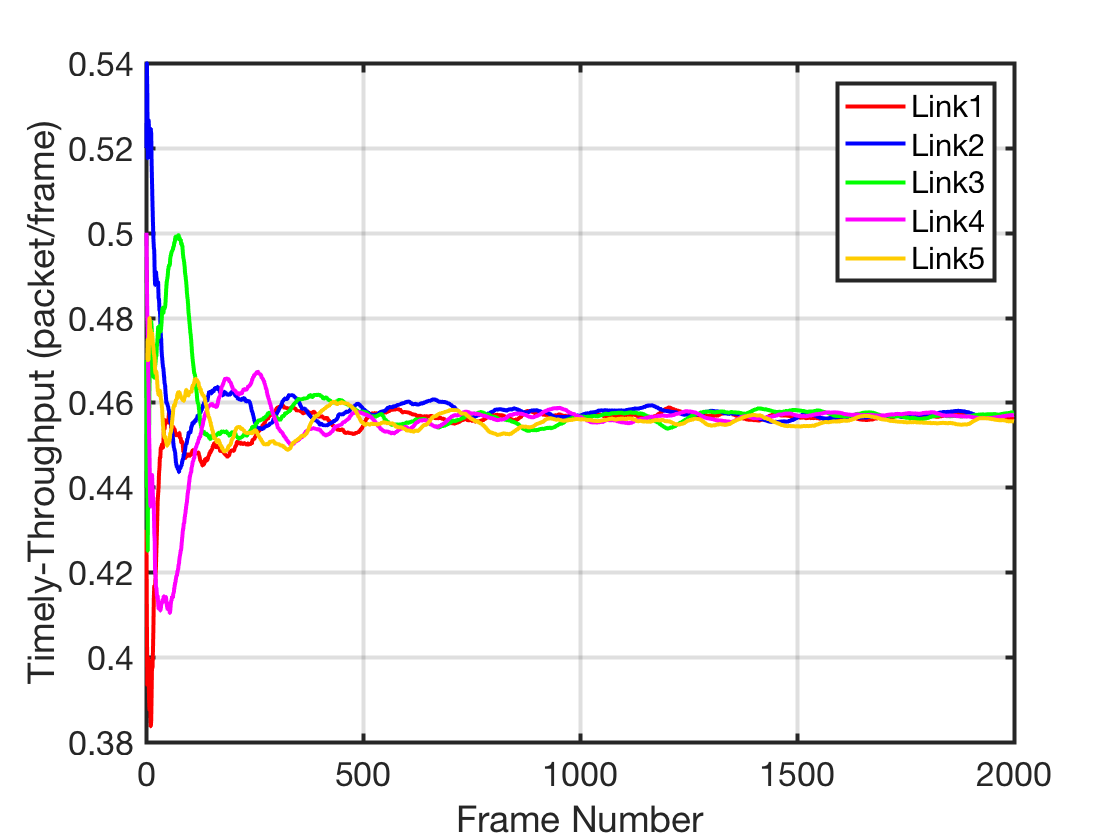 Timely-Throughput (packet/frame)
0.54
0.52
0.5
0.48
0.46
0.44
0.42
0.4
0.38
0
500
1000
1500
2000
Frame Number
Link1
Link2
Link3
Link4
Link5